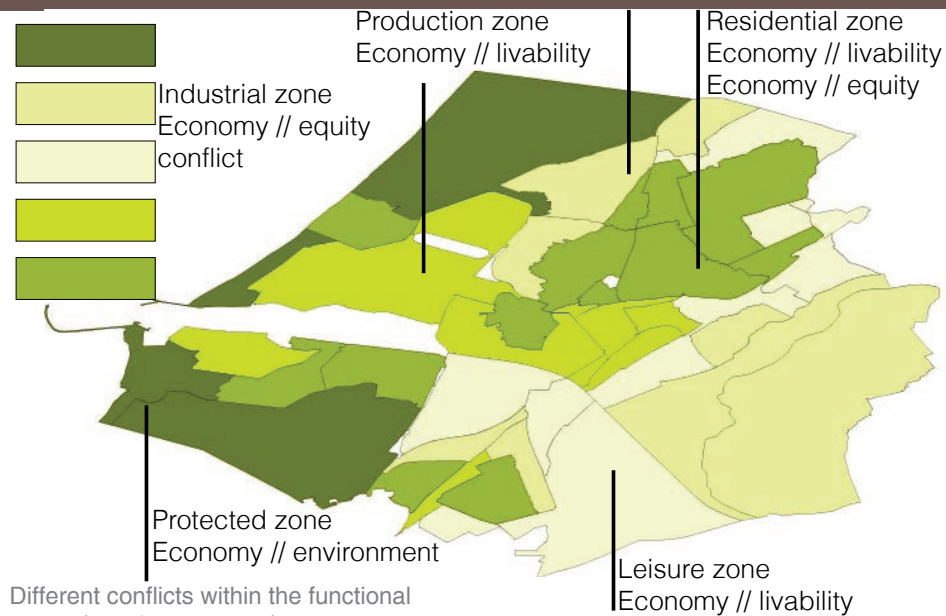 Production zone
Economy // livability
Residential zone
Economy // livability
Economy // equity
Industrial zone
Economy // equity
conflict
Protected zone
Economy // environment
Leisure zone
Economy // livability
Different conflicts within the functional